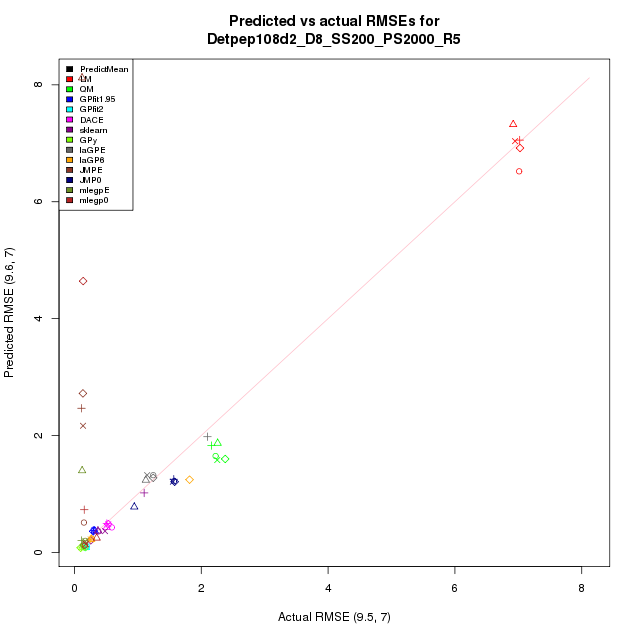 Predicted vs actual RMSEs for
Detpep108d2_D8_SS200_PS2000_R5
PredictMean
LM
QM
GPfit1.95
GPfit2
DACE
sklearn
GPy
laGPE
laGP6
JMPE
JMP0
mlegpE
mlegp0
8
6
4
2
0
Predicted RMSE (9.6, 7)
0 2 4 6 8
Actual RMSE (9.5, 7)